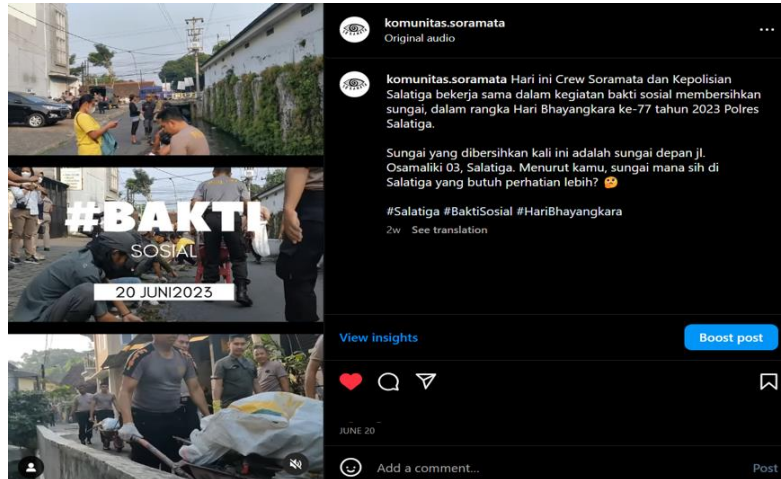 #BAKTI
SOSIAL
20 JUNI2023
komunitas.soramata
Original audio
komunitas.soramata Hari ini Crew Soramata dan Kepolisian
Salatiga bekerja sama dalam kegiatan bakti sosial membersihkan
sungai, dalam rangka Hari Bhayangkara ke-77 tahun 2023 Polres
Salatiga.
Sungai yang dibersihkan kali ini adalah sungai depan jl.
Osamaliki 03, Salatiga. Menurut kamu, sungai mana sih di
Salatiga yang butuh perhatian lebih? 🤔
#Salatiga #BaktiSosial #HariBhayangkara
2w See translation
View insights
Boost post
JUNE 20
Add a comment...
Post